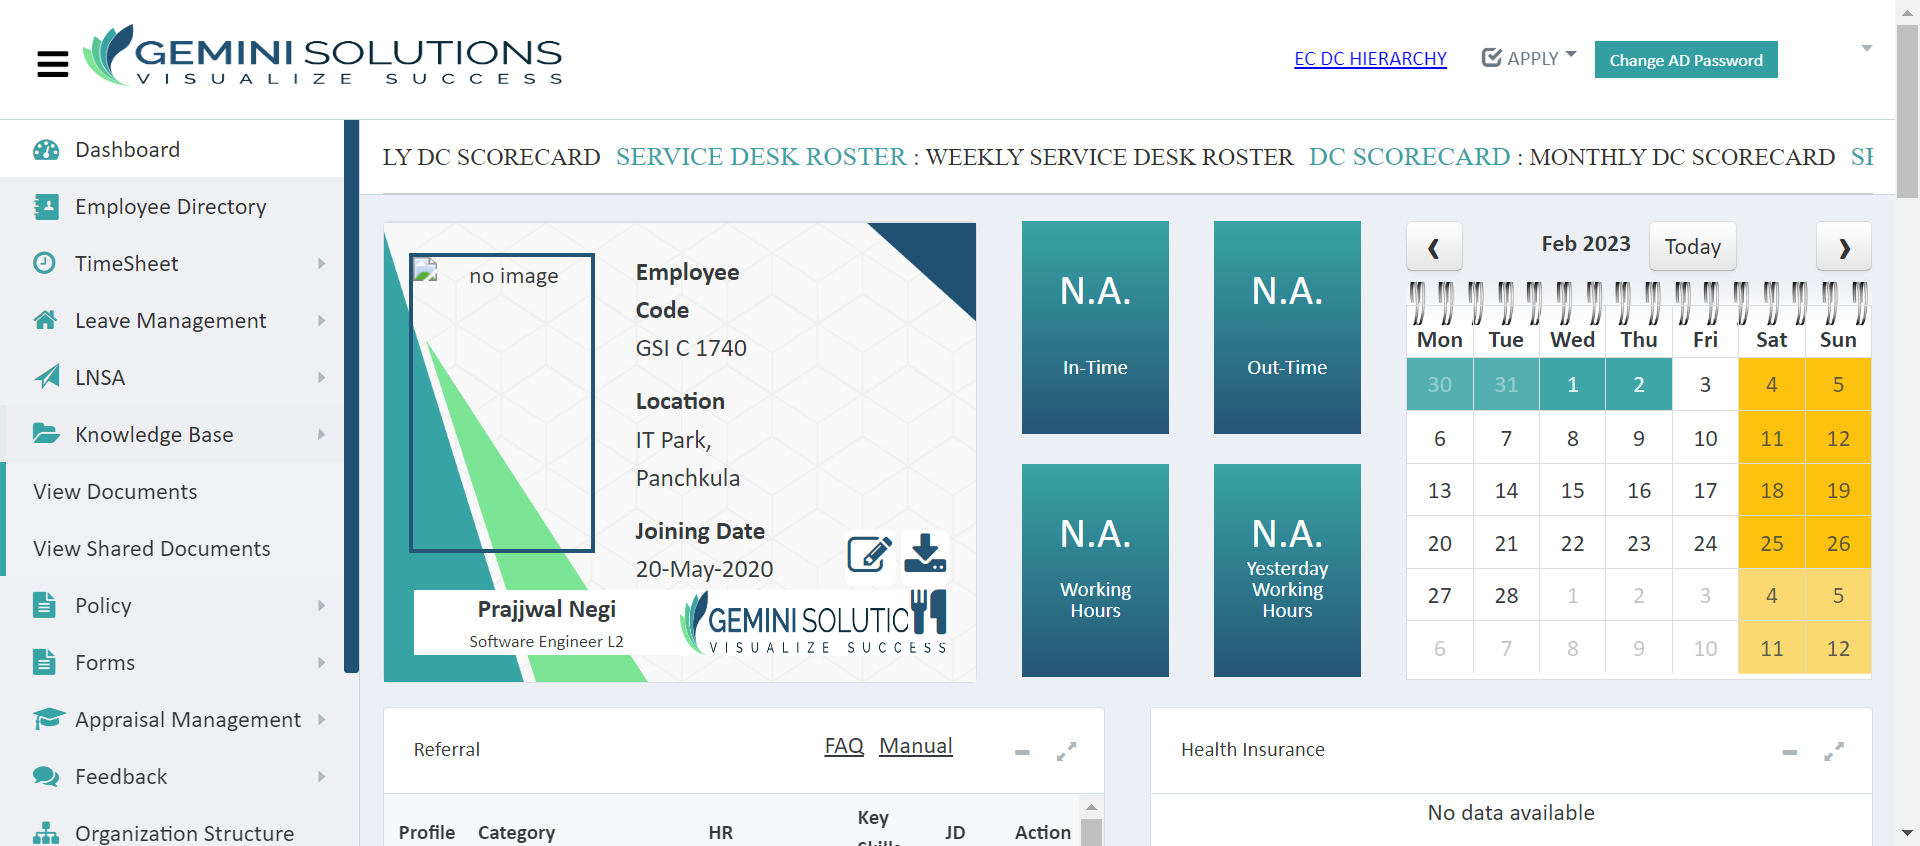 GEMINI SOLUTIONS
VISUALIZE SUCCESS
EC DC HIERARCHY
APPLY
Change AD Password
Dashboard
Employee Directory
TimeSheet
Leave Management
LNSA
Knowledge Base
View Documents
View Shared Documents
Policy
Forms
Appraisal Management
Feedback
Organization Structure
LY DC SCORECARD SERVICE DESK ROSTER : WEEKLY SERVICE DESK ROSTER DC SCORECARD : MONTHLY DC SCORECARD SE
no image
Employee
Code
GSI C 1740
Location
IT Park,
Panchkula
Joining Date
20-May-2020
Prajjwal Negi
Software Engineer L2
GEMINI SOLUTIC
VISUALIZE SUCCESS
N.A.
In-Time
N.A.
Out-Time
N.A.
Working
Hours
N.A.
Yesterday
Working
Hours
❮ Feb 2023 Today ❯
Mon Tue Wed Thu Fri Sat Sun
30 31 1 2 3 4 5
6 7 8 9 10 11 12
13 14 15 16 17 18 19
20 21 22 23 24 25 26
27 28 1 2 3 4 5
6 7 8 9 10 11 12
Referral FAQ Manual
Profile Category HR Key JD Action
Health Insurance
No data available